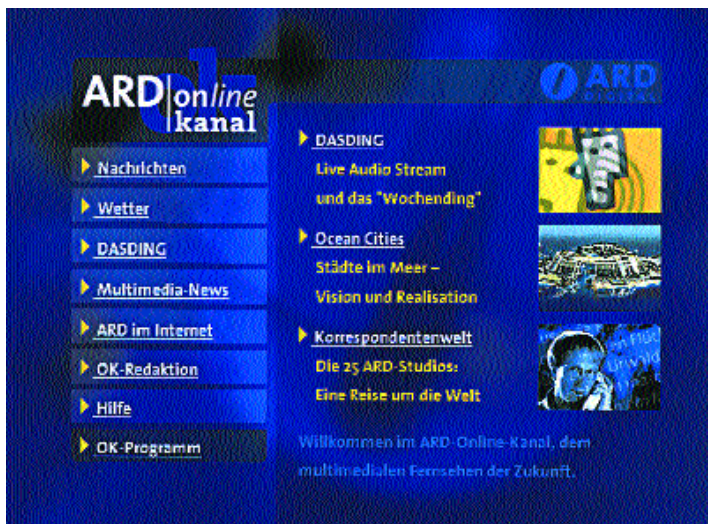 ARD online
kanal
ARD
DIGITAL
Nachrichten
Wetter
DASDING
Multimedia-News
ARD im Internet
OK-Redaktion
Hilfe
OK-Programm
DASDING
Live Audio Stream
und das "Wochending"
Ocean Cities
Städte im Meer –
Vision und Realisation
Korrespondentenwelt
Die 25 ARD-Studios:
Eine Reise um die Welt
Willkommen im ARD-Online-Kanal, dem
multimedialen Fernsehen der Zukunft.